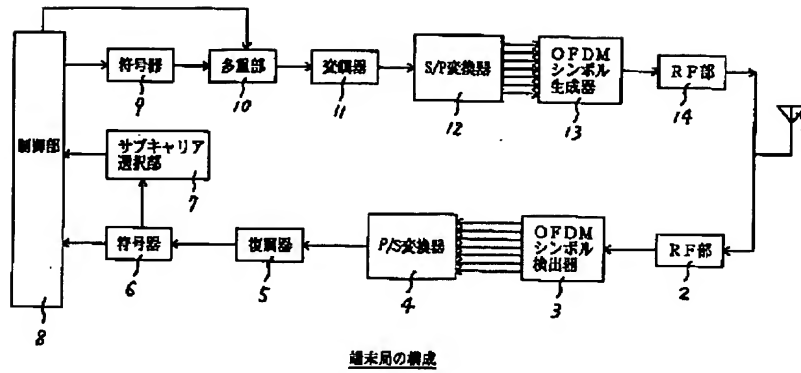 符号器
9
多重部
10
変調器
11
S/P変換器
12
OFDM
シンボル
生成器
13
RF部
14
制御部
8
サブキャリア
選択部
7
符号器
6
復調器
5
P/S変換器
4
OFDM
シンボル
検出器
3
RF部
2
端末局の構成